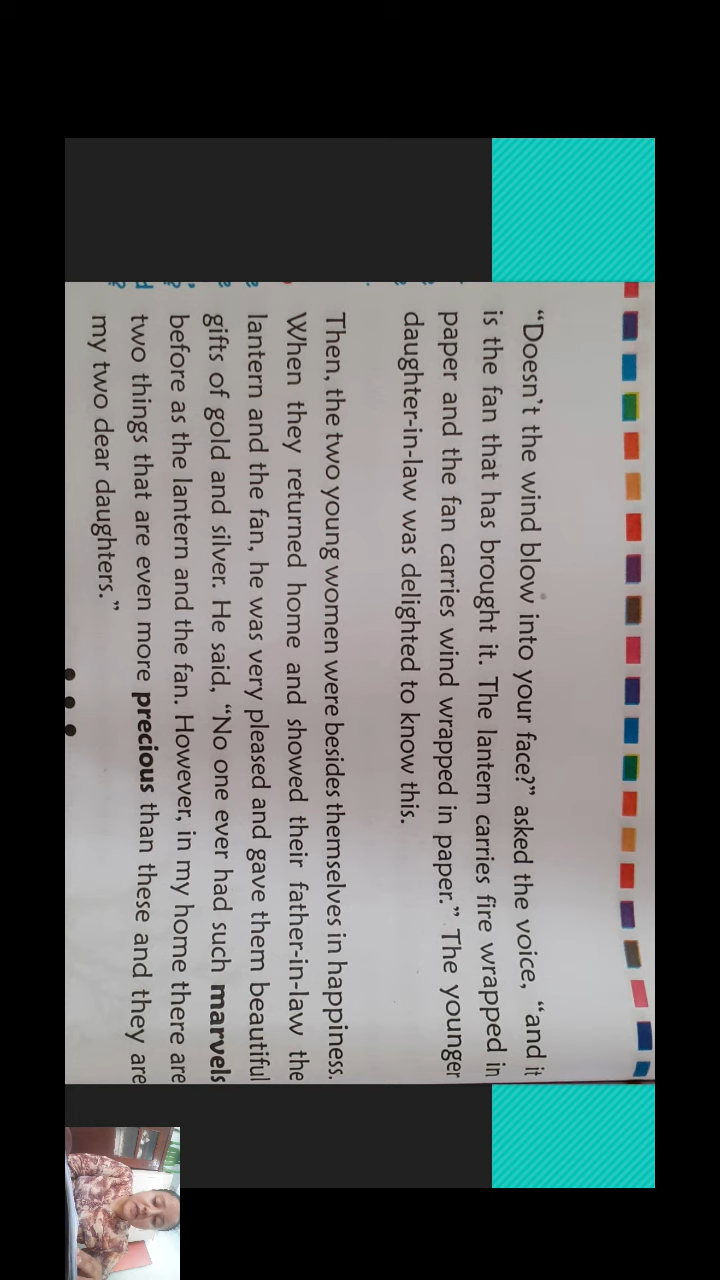 “Doesn’t the wind blow into your face?” asked the voice, “and it
is the fan that has brought it. The lantern carries fire wrapped in
paper and the fan carries wind wrapped in paper.” The younger
daughter-in-law was delighted to know this.
Then, the two young women were besides themselves in happiness.
When they returned home and showed their father-in-law the
lantern and the fan, he was very pleased and gave them beautiful
gifts of gold and silver. He said, “No one ever had such marvels
before as the lantern and the fan. However, in my home there are
two things that are even more precious than these and they are
my two dear daughters.”